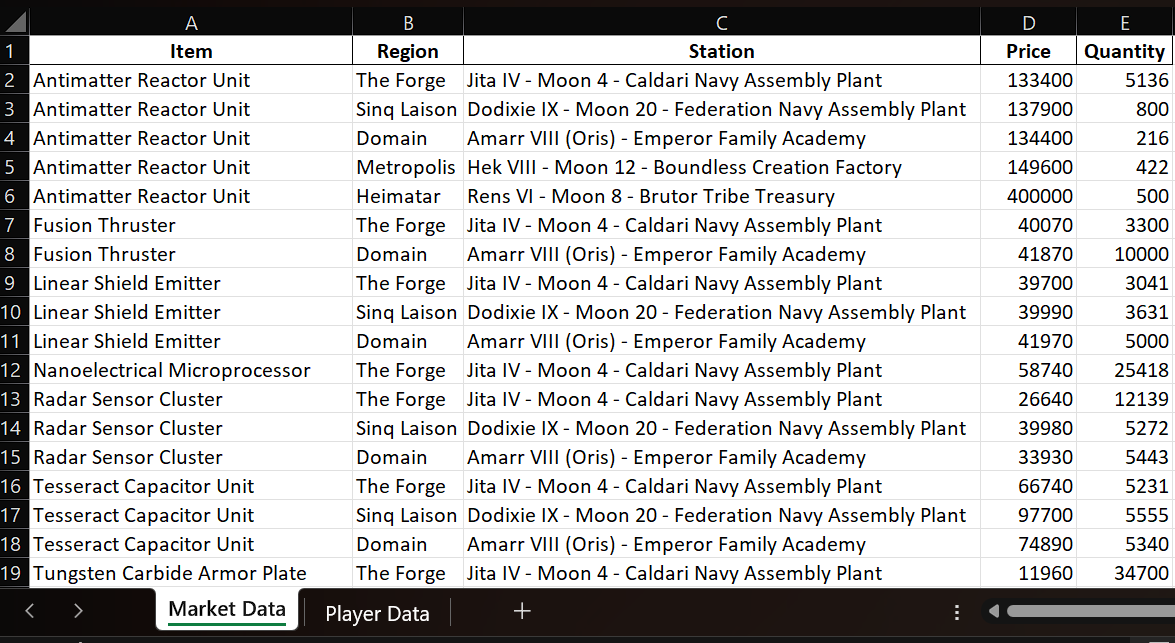 A B C D E
1 Item Region Station Price Quantity
2 Antimatter Reactor Unit The Forge Jita IV - Moon 4 - Caldari Navy Assembly Plant 133400 5136
3 Antimatter Reactor Unit Sinq Laison Dodixie IX - Moon 20 - Federation Navy Assembly Plant 137900 800
4 Antimatter Reactor Unit Domain Amarr VIII (Oris) - Emperor Family Academy 134400 216
5 Antimatter Reactor Unit Metropolis Hek VIII - Moon 12 - Boundless Creation Factory 149600 422
6 Antimatter Reactor Unit Heimatar Rens VI - Moon 8 - Brutor Tribe Treasury 400000 500
7 Fusion Thruster The Forge Jita IV - Moon 4 - Caldari Navy Assembly Plant 40070 3300
8 Fusion Thruster Domain Amarr VIII (Oris) - Emperor Family Academy 41870 10000
9 Linear Shield Emitter The Forge Jita IV - Moon 4 - Caldari Navy Assembly Plant 39700 3041
10 Linear Shield Emitter Sinq Laison Dodixie IX - Moon 20 - Federation Navy Assembly Plant 39990 3631
11 Linear Shield Emitter Domain Amarr VIII (Oris) - Emperor Family Academy 41970 5000
12 Nanoelectrical Microprocessor The Forge Jita IV - Moon 4 - Caldari Navy Assembly Plant 58740 25418
13 Radar Sensor Cluster The Forge Jita IV - Moon 4 - Caldari Navy Assembly Plant 26640 12139
14 Radar Sensor Cluster Sinq Laison Dodixie IX - Moon 20 - Federation Navy Assembly Plant 39980 5272
15 Radar Sensor Cluster Domain Amarr VIII (Oris) - Emperor Family Academy 33930 5443
16 Tesseract Capacitor Unit The Forge Jita IV - Moon 4 - Caldari Navy Assembly Plant 66740 5231
17 Tesseract Capacitor Unit Sinq Laison Dodixie IX - Moon 20 - Federation Navy Assembly Plant 97700 5555
18 Tesseract Capacitor Unit Domain Amarr VIII (Oris) - Emperor Family Academy 74890 5340
19 Tungsten Carbide Armor Plate The Forge Jita IV - Moon 4 - Caldari Navy Assembly Plant 11960 34700
Market Data Player Data